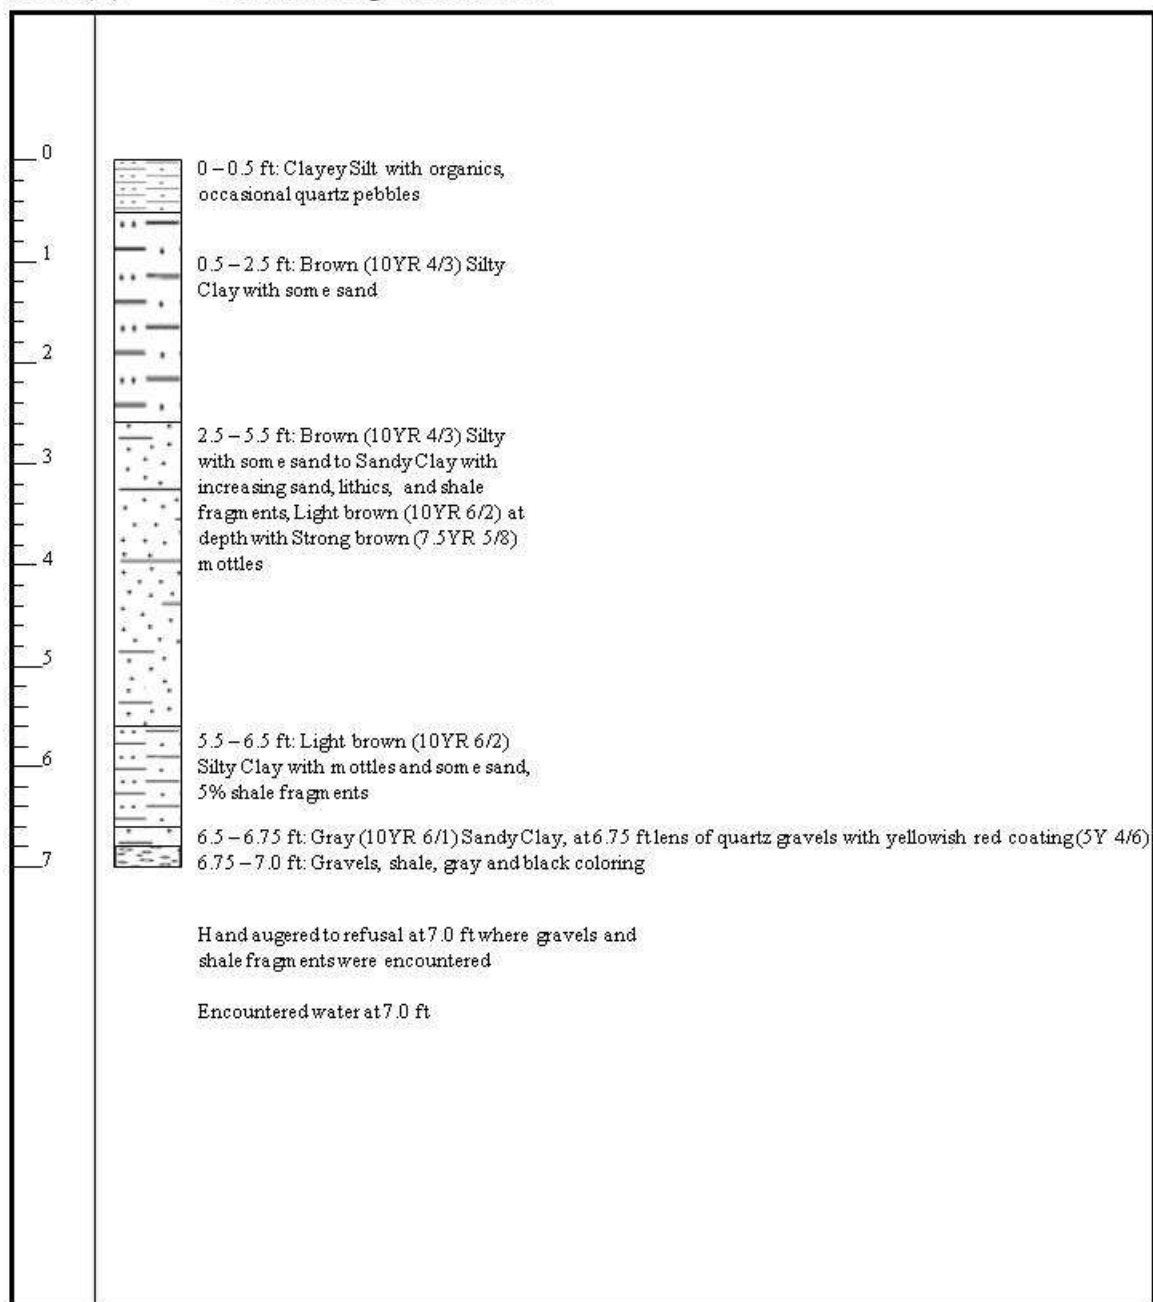 0
0 – 0.5 ft: Clayey Silt with organics,
occasional quartz pebbles
1
0.5 – 2.5 ft: Brown (10YR 4/3) Silty
Clay with some sand
2
2.5 – 5.5 ft: Brown (10YR 4/3) Silty
3
with some sand to Sandy Clay with
increasing sand, lithics, and shale
fragments, Light brown (10YR 6/2) at
depth with Strong brown (7.5YR 5/8)
4
mottles
5
5.5 – 6.5 ft: Light brown (10YR 6/2)
6
Silty Clay with mottles and some sand,
5% shale fragments
6.5 – 6.75 ft: Gray (10YR 6/1) Sandy Clay, at 6.75 ft lens of quartz gravels with yellowish red coating (5Y 4/6)
7
6.75 – 7.0 ft: Gravels, shale, gray and black coloring
Hand augered to refusal at 7.0 ft where gravels and
shale fragments were encountered
Encountered water at 7.0 ft